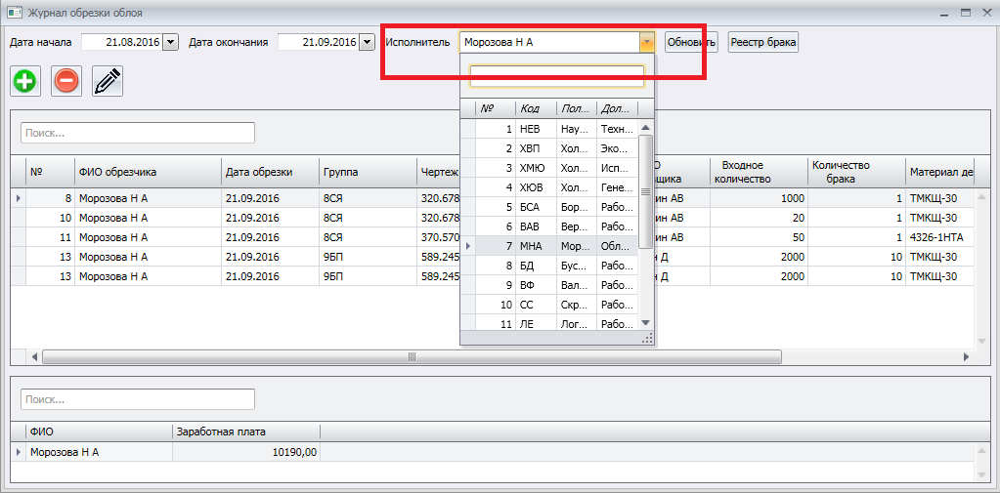 Журнал обрезки облоя
Дата начала 21.08.2016 Дата окончания 21.09.2016 Исполнитель Морозова Н А Обновить Реестр брака
Поиск...
№ Код Пол... Дол...
1 НЕВ Нау... Техн...
2 ХВП Хол... Эко...
3 ХМЮ Хол... Исп...
4 ХЮВ Хол... Гене...
5 БСА Бор... Рабо...
6 ВАВ Вер... Рабо...
7 МНА Мор... Обл...
8 БД Бус... Рабо...
9 ВФ Вал... Рабо...
10 СС Скр... Рабо...
11 ЛЕ Лог... Рабо...
№ ФИО обрезчика Дата обрезки Группа Чертеж Входное количество Количество брака Материал де
8 Морозова Н А 21.09.2016 8СЯ 320.678 ин АВ 1000 1 ТМКЩ-30
10 Морозова Н А 21.09.2016 8СЯ 320.678 ин АВ 20 1 ТМКЩ-30
11 Морозова Н А 21.09.2016 8СЯ 370.570 ин АВ 50 1 4326-1НТА
13 Морозова Н А 21.09.2016 9БП 589.245 Д 2000 10 ТМКЩ-30
13 Морозова Н А 21.09.2016 9БП 589.245 Д 2000 10 ТМКЩ-30
Поиск...
ФИО Заработная плата
Морозова Н А 10190,00